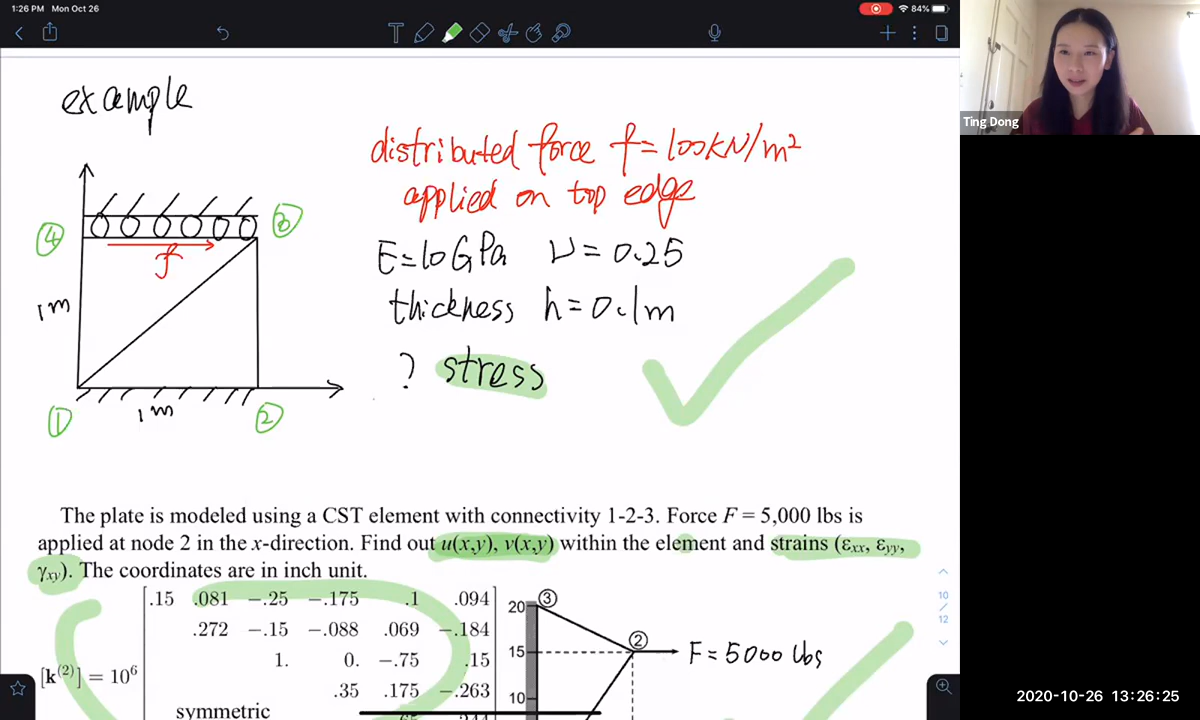 1:26 PM Mon Oct 26
84%
example
distributed force f=100KN/m²
applied on top edge
E=10GPa ν=0.25
thickness h=0.1m
? stress
④
③
f
1m
①
1m
②
Ting Dong
The plate is modeled using a CST element with connectivity 1-2-3. Force F = 5,000 lbs is
applied at node 2 in the x-direction. Find out u(x,y), v(x,y) within the element and strains (εxx, εyy,
γxy). The coordinates are in inch unit.
.15 .081 −.25 −.175 .1 .094
.272 −.15 −.088 .069 −.184
1. 0. −.75 .15
[k⁽²⁾] = 10⁶
.35 .175 −.263
symmetric
20
③
②
15
F=5000 lbs
10
10
/
12
2020-10-26 13:26:25